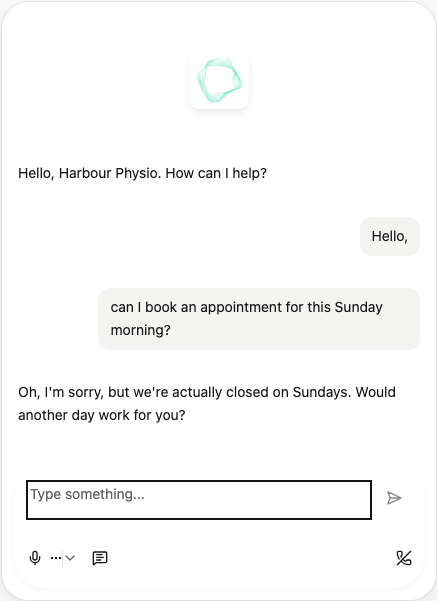 Hello, Harbour Physio. How can I help?
Hello,
can I book an appointment for this Sunday
morning?
Oh, I'm sorry, but we're actually closed on Sundays. Would
another day work for you?
Type something...